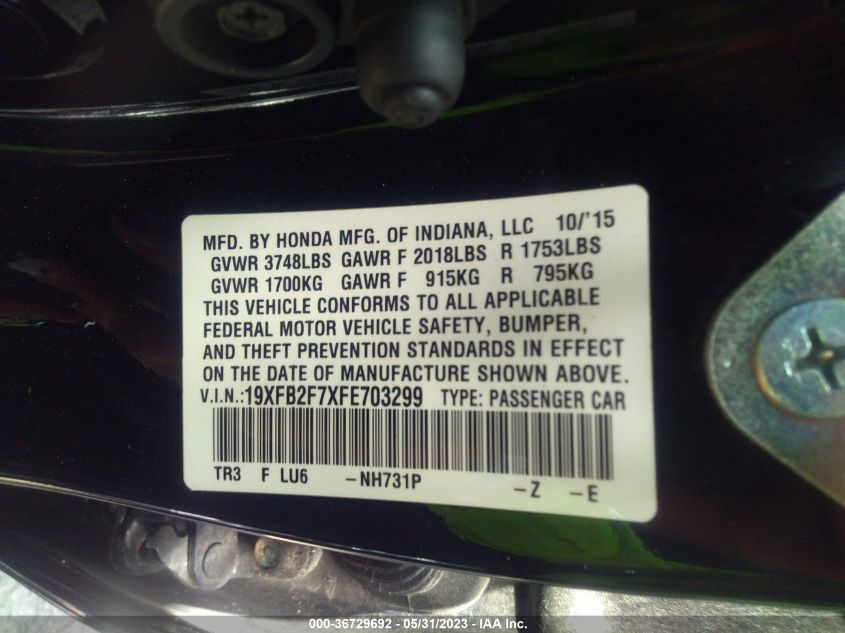 MFD. BY HONDA MFG. OF INDIANA, LLC 10/'15
GVWR 3748LBS GAWR F 2018LBS R 1753LBS
GVWR 1700KG GAWR F 915KG R 795KG
THIS VEHICLE CONFORMS TO ALL APPLICABLE
FEDERAL MOTOR VEHICLE SAFETY, BUMPER,
AND THEFT PREVENTION STANDARDS IN EFFECT
ON THE DATE OF MANUFACTURE SHOWN ABOVE.
V.I.N.:19XFB2F7XFE703299 TYPE: PASSENGER CAR
TR3 F LU6 -NH731P -Z -E
000-36729692 - 05/31/2023 - IAA Inc.